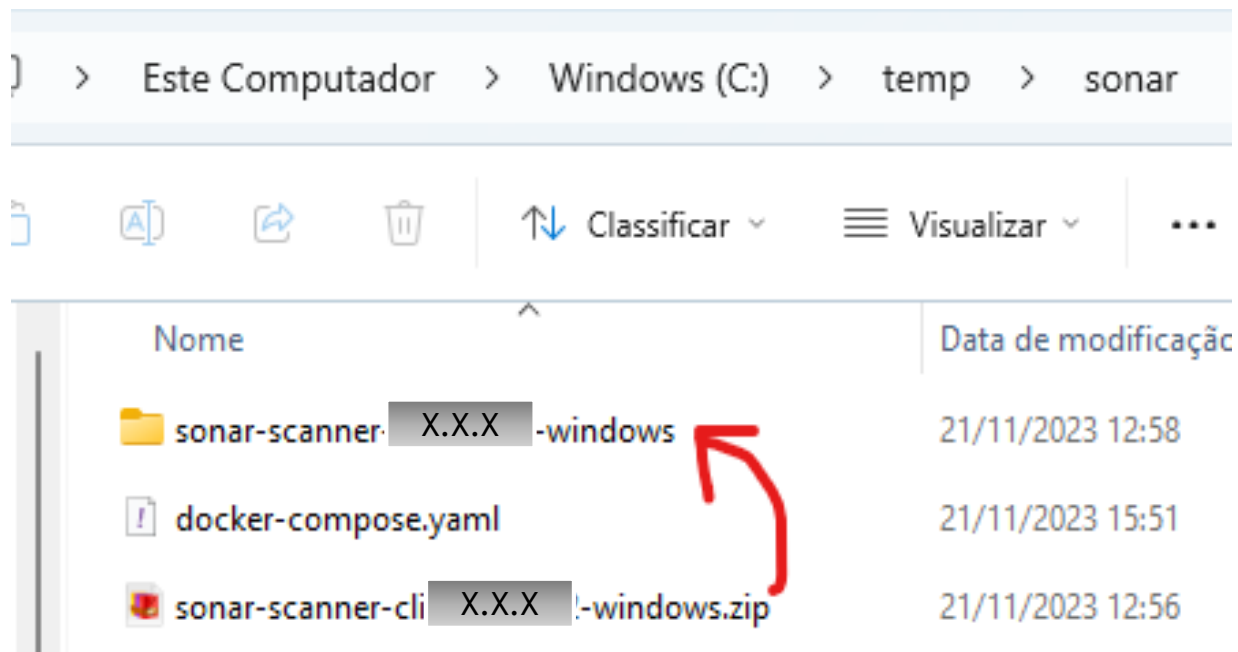 > Este Computador > Windows (C:) > temp > sonar
Classificar Visualizar ...
Nome Data de modificação
sonar-scanner- X.X.X -windows 21/11/2023 12:58
docker-compose.yaml 21/11/2023 15:51
sonar-scanner-cli X.X.X -windows.zip 21/11/2023 12:56